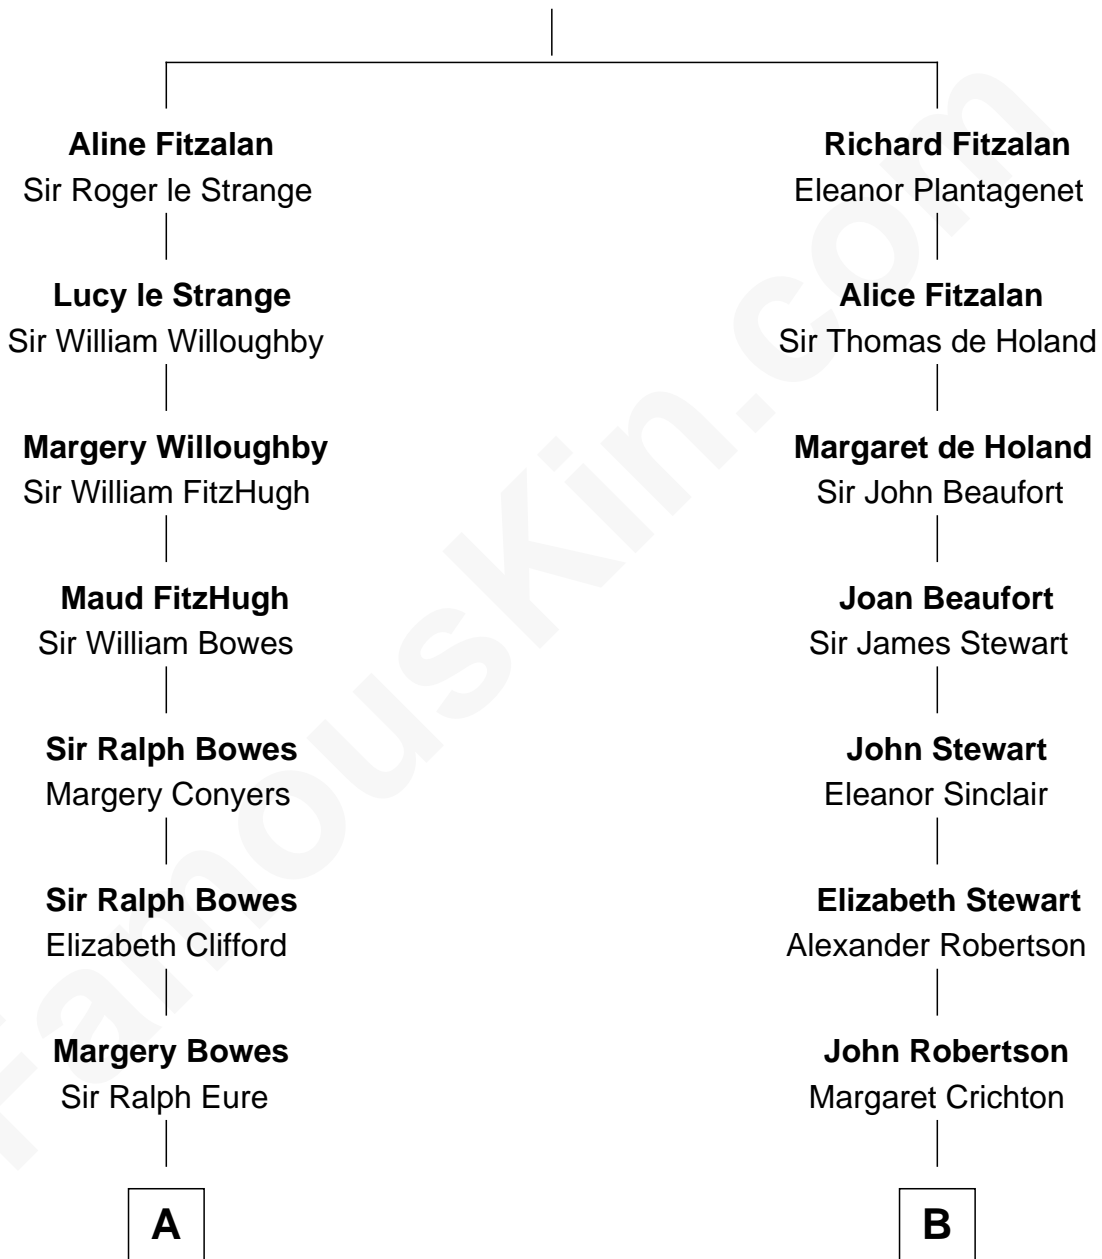 Aline Fitzalan
Sir Roger le Strange
Lucy le Strange
Sir William Willoughby
Margery Willoughby
Sir William FitzHugh
Maud FitzHugh
Sir William Bowes
Sir Ralph Bowes
Margery Conyers
Sir Ralph Bowes
Elizabeth Clifford
Margery Bowes
Sir Ralph Eure
A
Richard Fitzalan
Eleanor Plantagenet
Alice Fitzalan
Sir Thomas de Holand
Margaret de Holand
Sir John Beaufort
Joan Beaufort
Sir James Stewart
John Stewart
Eleanor Sinclair
Elizabeth Stewart
Alexander Robertson
John Robertson
Margaret Crichton
B
FamousKin.com